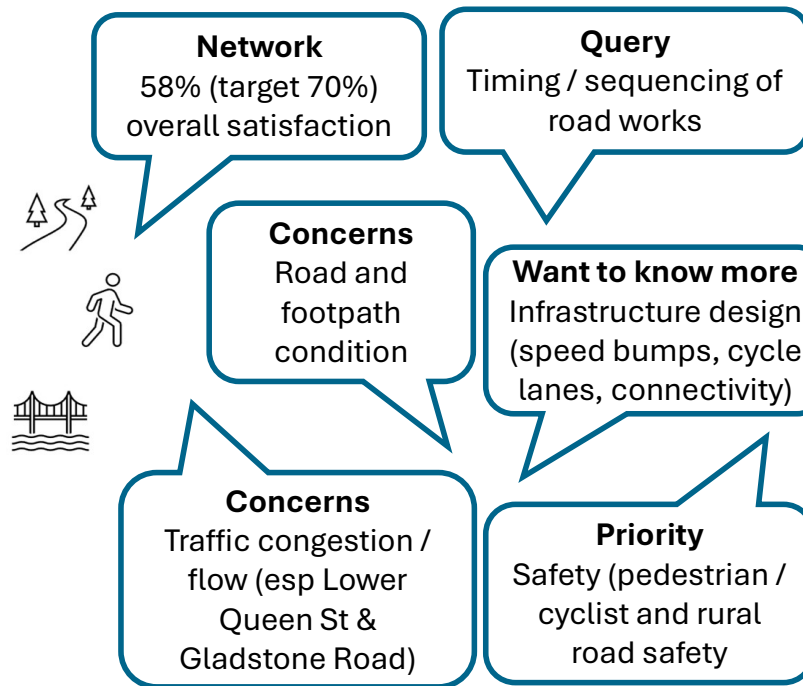 Network
58% (target 70%)
overall satisfaction
Query
Timing / sequencing of
road works
Concerns
Road and
footpath
condition
Want to know more
Infrastructure design
(speed bumps, cycle
lanes, connectivity)
Concerns
Traffic congestion /
flow (esp Lower
Queen St &
Gladstone Road)
Priority
Safety (pedestrian /
cyclist and rural
road safety